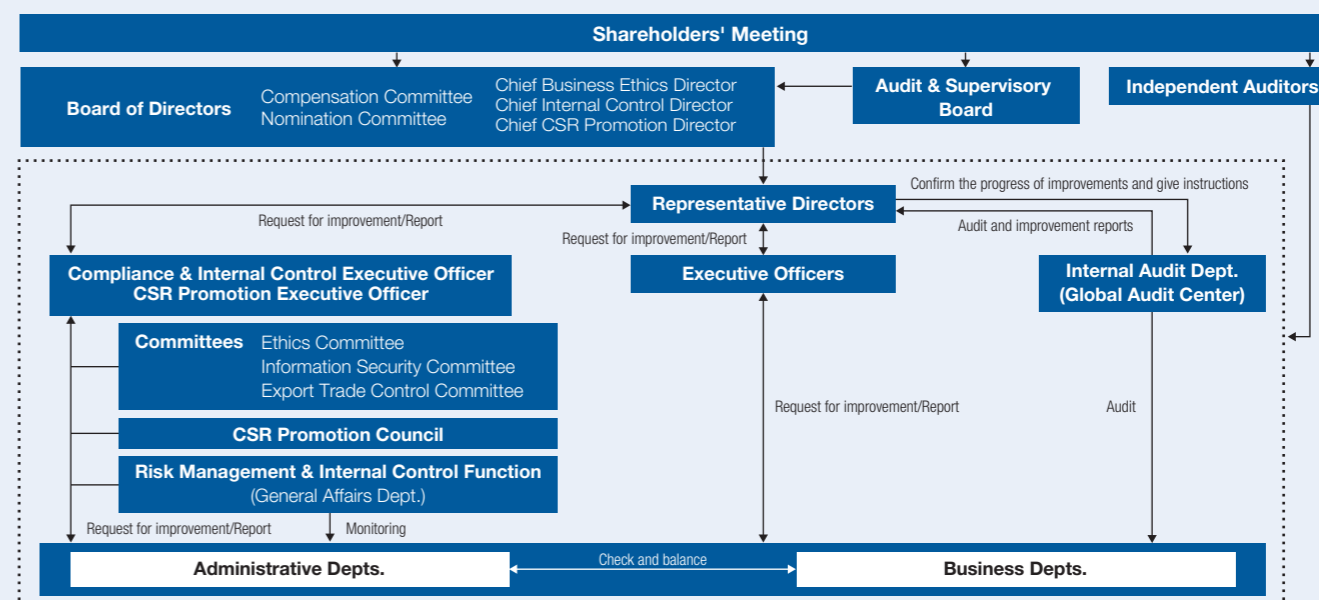 Shareholders' Meeting
Board of Directors
Compensation Committee
Nomination Committee
Chief Business Ethics Director
Chief Internal Control Director
Chief CSR Promotion Director
Audit & Supervisory
Board
Independent Auditors
Representative Directors
Confirm the progress of improvements and give instructions
Audit and improvement reports
Request for improvement/Report
Request for improvement/Report
Compliance & Internal Control Executive Officer
CSR Promotion Executive Officer
Executive Officers
Internal Audit Dept.
(Global Audit Center)
Committees
Ethics Committee
Information Security Committee
Export Trade Control Committee
Request for improvement/Report
Audit
CSR Promotion Council
Risk Management & Internal Control Function
(General Affairs Dept.)
Request for improvement/Report
Monitoring
Administrative Depts.
Check and balance
Business Depts.